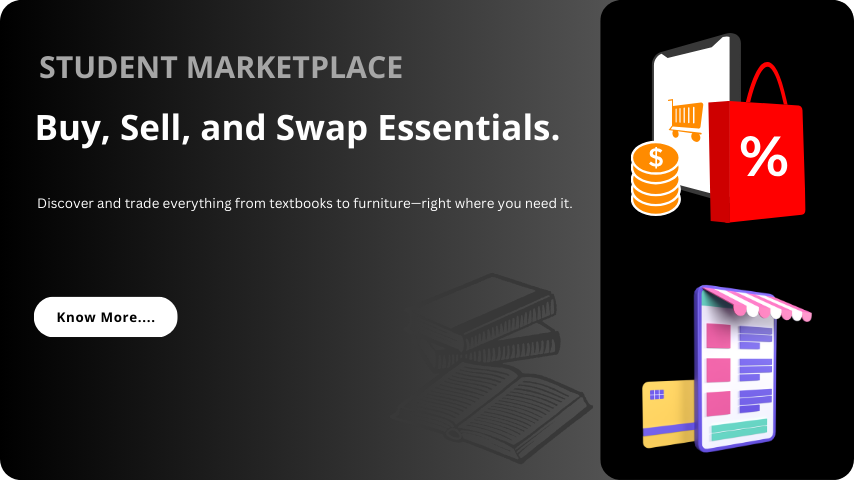 STUDENT MARKETPLACE
Buy, Sell, and Swap Essentials.
Discover and trade everything from textbooks to furniture—right where you need it.
Know More....
$
%